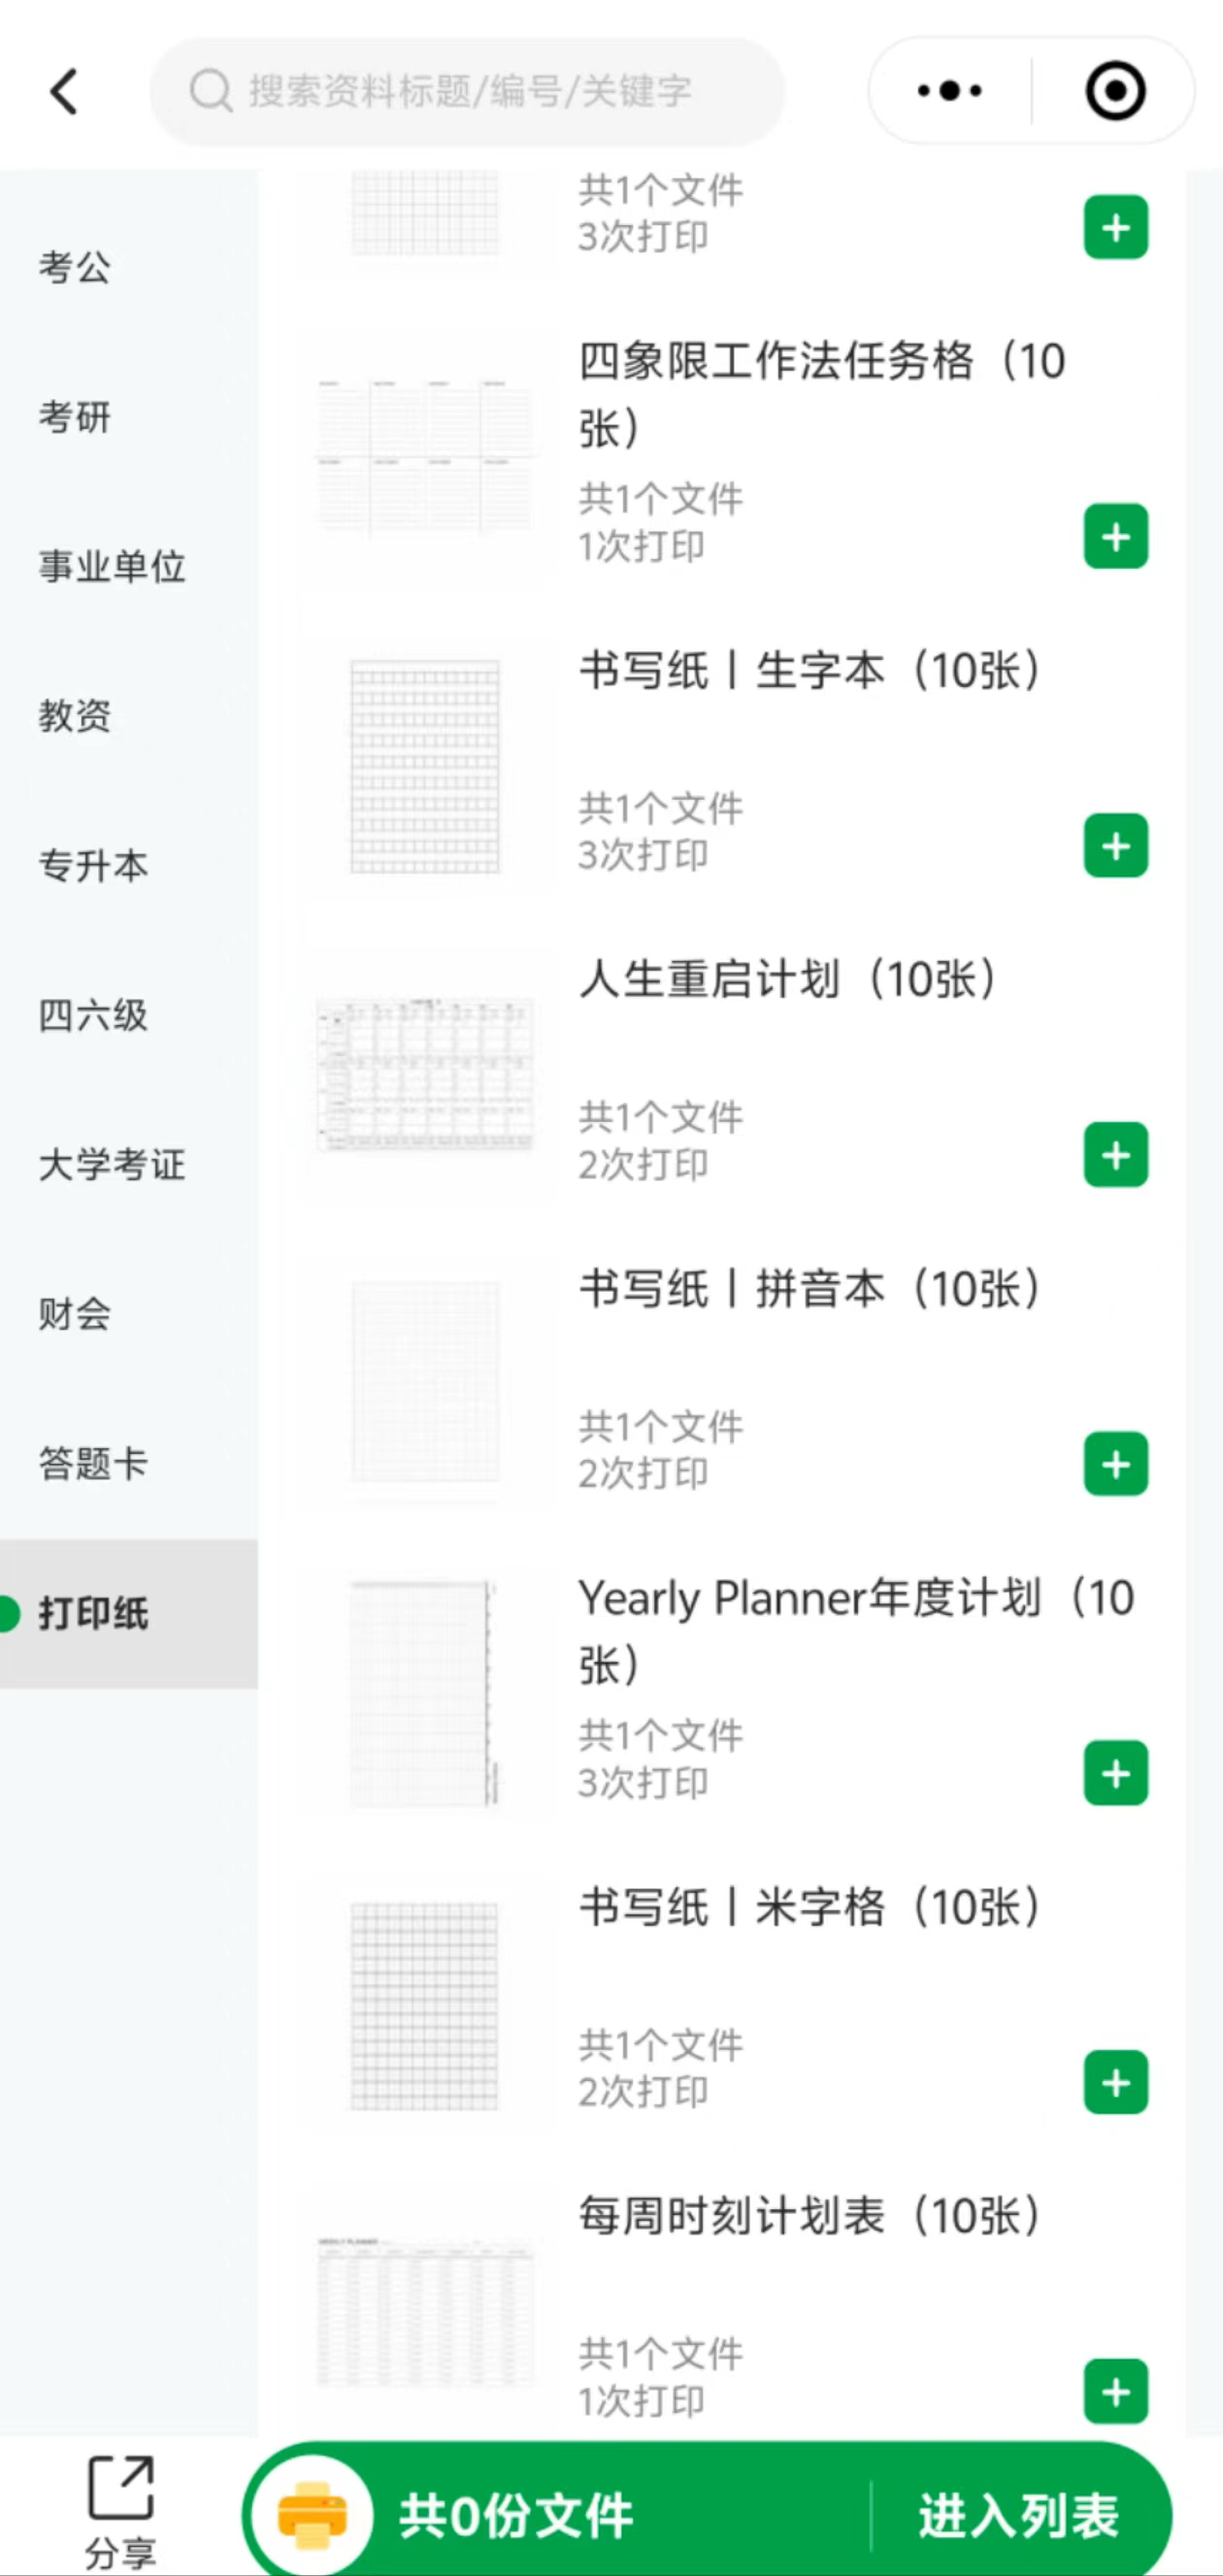 搜索资料标题/编号/关键字
考公
考研
事业单位
教资
专升本
四六级
大学考证
财会
答题卡
打印纸
共1个文件
3次打印
四象限工作法任务格（10
张）
共1个文件
1次打印
书写纸丨生字本（10张）
共1个文件
3次打印
人生重启计划（10张）
共1个文件
2次打印
书写纸丨拼音本（10张）
共1个文件
2次打印
Yearly Planner年度计划（10
张）
共1个文件
3次打印
书写纸丨米字格（10张）
共1个文件
2次打印
每周时刻计划表（10张）
WEEKLY PLANNER
共1个文件
1次打印
分享
共0份文件
进入列表